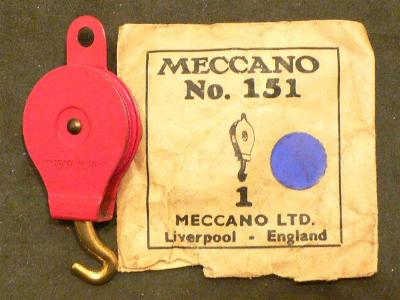 MECCANO
No. 151
1
MECCANO LTD.
Liverpool - England